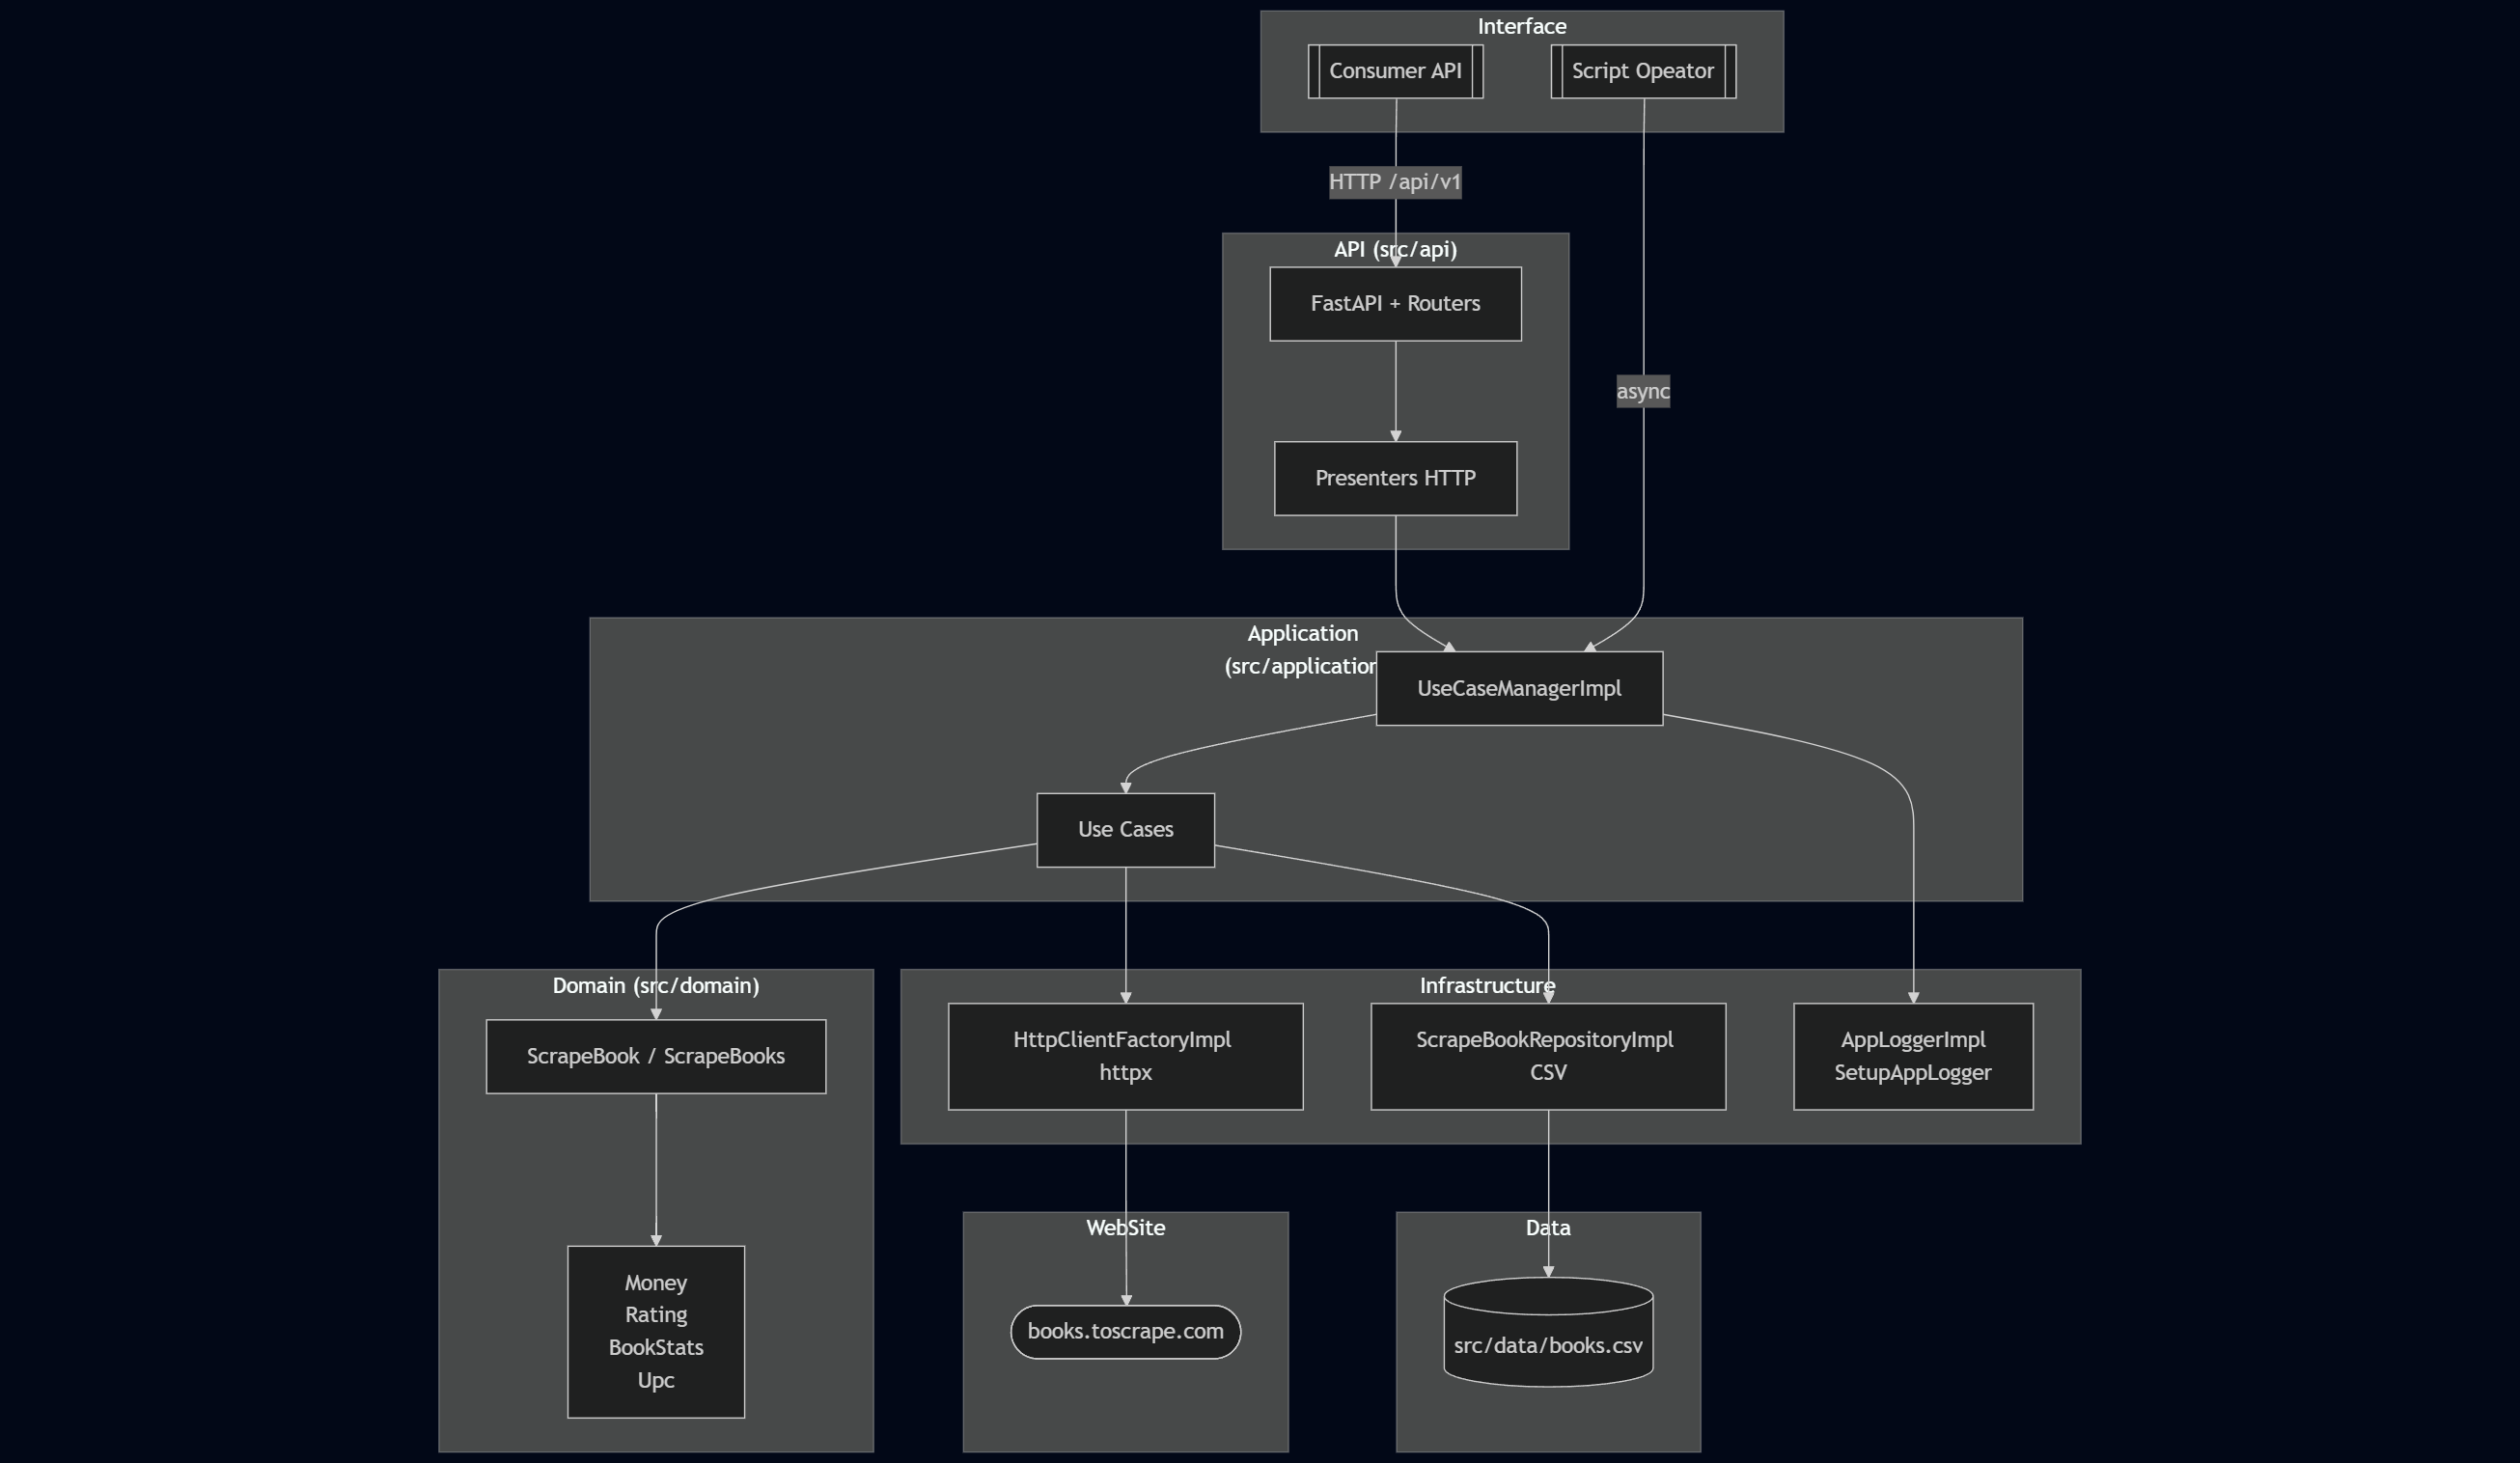 Interface
Consumer API
Script Opeator
HTTP /api/v1
API (src/api)
FastAPI + Routers
async
Presenters HTTP
Application
(src/application
UseCaseManagerImpl
Use Cases
Domain (src/domain)
Infrastructure
ScrapeBook / ScrapeBooks
HttpClientFactoryImpl
httpx
ScrapeBookRepositoryImpl
CSV
AppLoggerImpl
SetupAppLogger
WebSite
Data
Money
Rating
BookStats
Upc
books.toscrape.com
src/data/books.csv